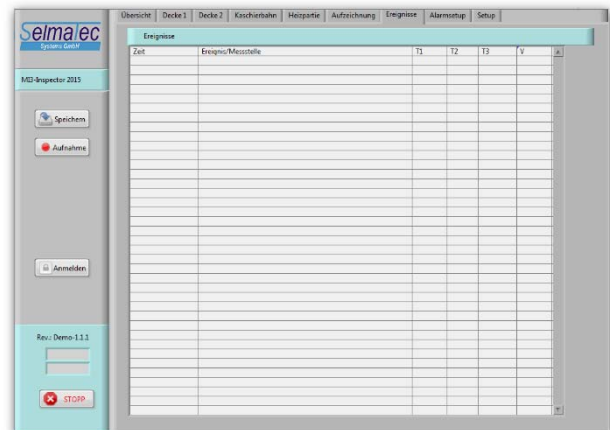 Selmatec
Systems GmbH
Übersicht Decke 1 Decke 2 Kaschierbahn Heizpartie Aufzeichnung Ereignisse Alarmsetup Setup
Ereignisse
Zeit Ereignis/Messstelle T1 T2 T3 V
MI3-Inspector 2015
Speichern
Aufnahme
Anmelden
Rev.: Demo-1.1.1
STOPP